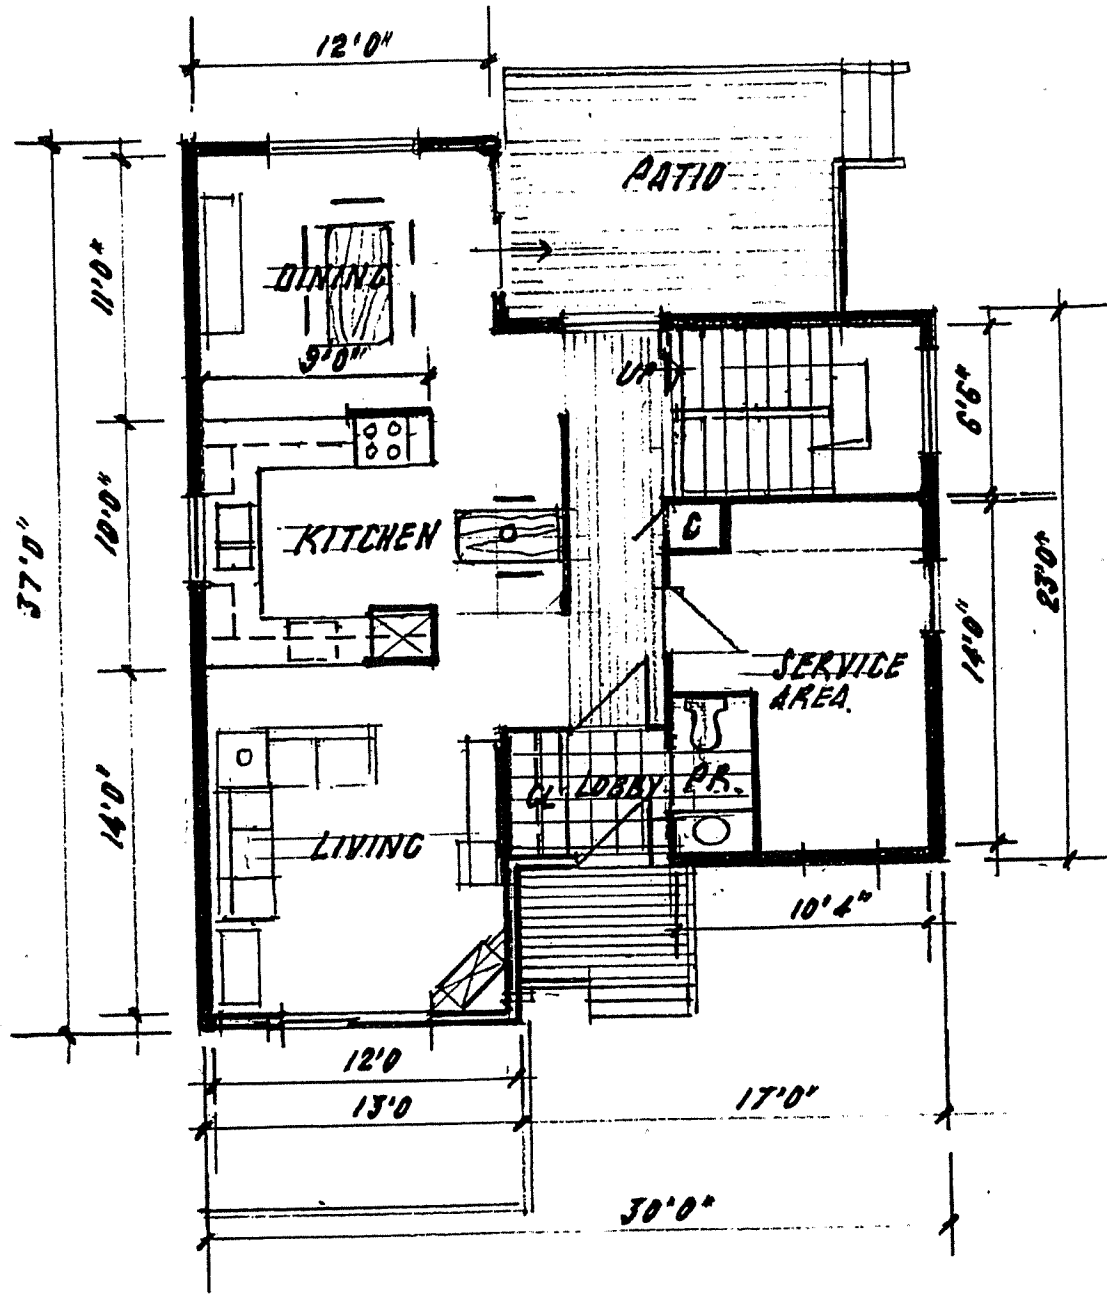 12'0"
PATIO
11'0"
DINING
9'0"
UP
6'6"
10'0"
KITCHEN
C
37'0"
23'0"
14'0"
SERVICE
AREA.
14'0"
CL
LOBBY
P.R.
LIVING
10'4"
12'0
13'0
17'0"
30'0"